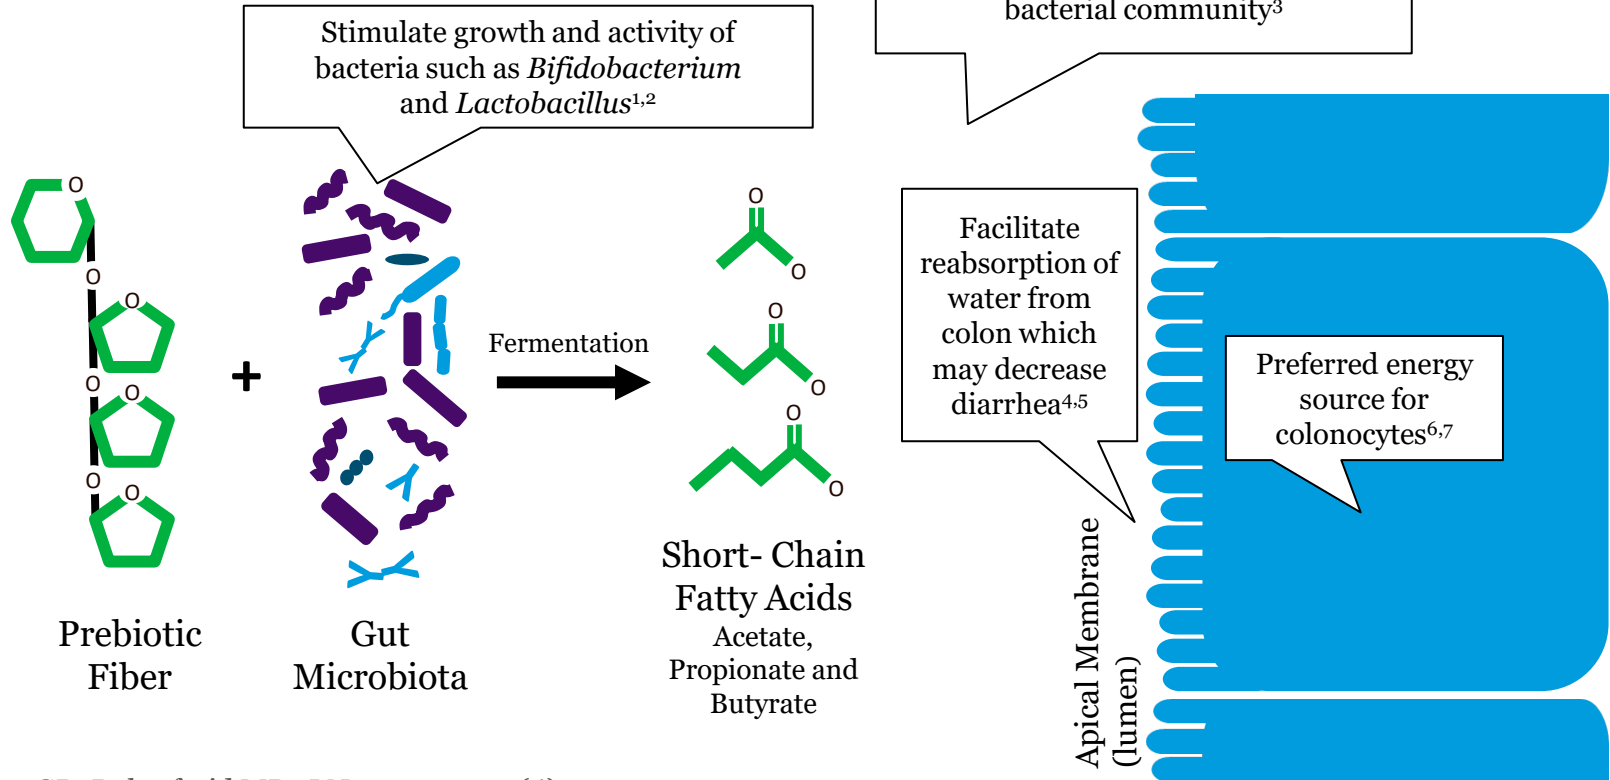 bacterial community³
Stimulate growth and activity of
bacteria such as Bifidobacterium
and Lactobacillus¹,²
O
O
O
O
O
O
O
+
Fermentation
O
O
O
O
O
O
Facilitate
reabsorption of
water from
colon which
may decrease
diarrhea⁴,⁵
Preferred energy
source for
colonocytes⁶,⁷
Prebiotic
Fiber
Gut
Microbiota
Short- Chain
Fatty Acids
Acetate,
Propionate and
Butyrate
Apical Membrane
(lumen)